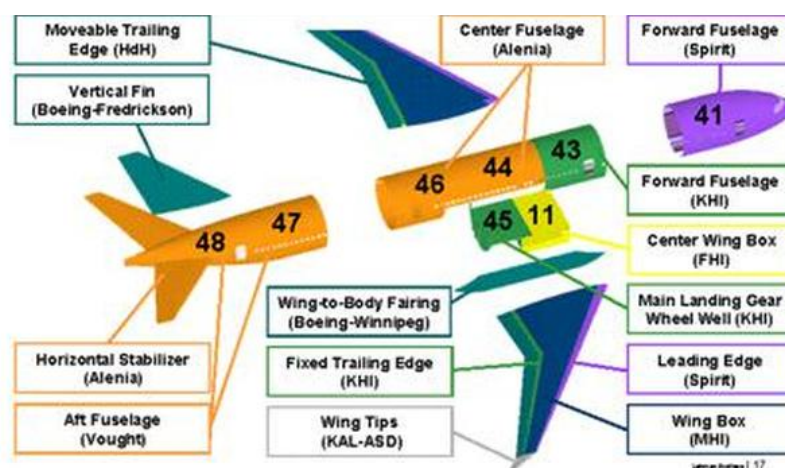 Moveable Trailing
Edge (HdH)
Center Fuselage
(Alenia)
Forward Fuselage
(Spirit)
Vertical Fin
(Boeing-Fredrickson)
41
43
44
46
Forward Fuselage
(KHI)
47
48
45
11
Center Wing Box
(FHI)
Wing-to-Body Fairing
(Boeing-Winnipeg)
Main Landing Gear
Wheel Well (KHI)
Horizontal Stabilizer
(Alenia)
Fixed Trailing Edge
(KHI)
Leading Edge
(Spirit)
Aft Fuselage
(Vought)
Wing Tips
(KAL-ASD)
Wing Box
(MHI)
17